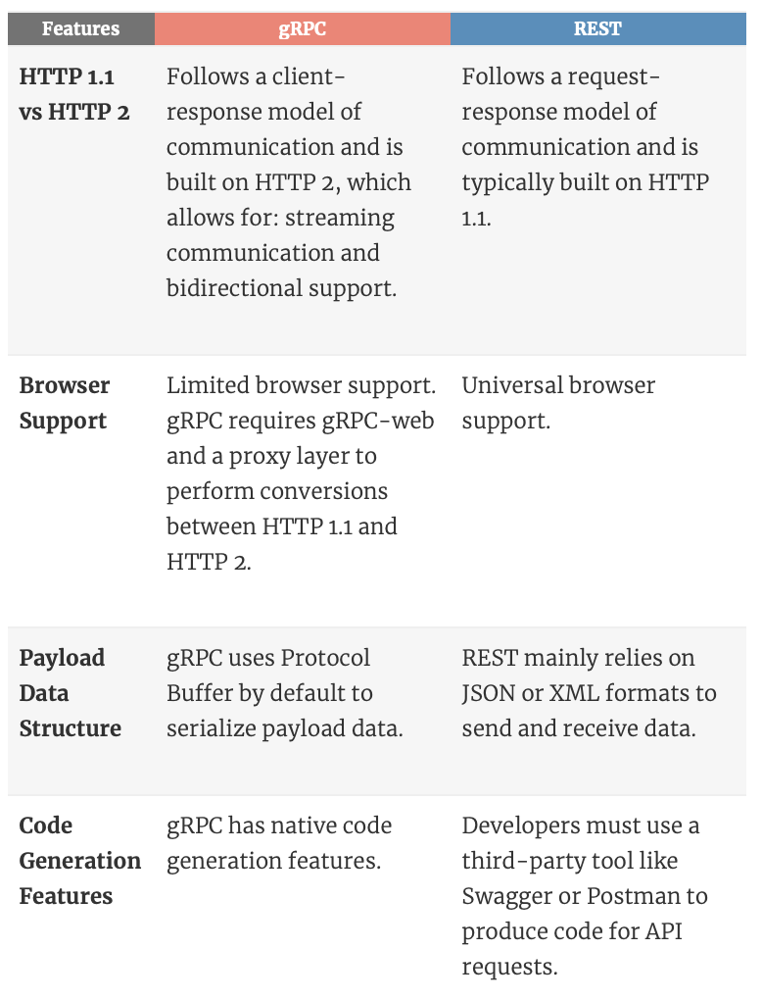 Features gRPC REST
HTTP 1.1
vs HTTP 2
Follows a client-
response model of
communication and is
built on HTTP 2, which
allows for: streaming
communication and
bidirectional support.
Follows a request-
response model of
communication and is
typically built on HTTP
1.1.
Browser
Support
Limited browser support.
gRPC requires gRPC-web
and a proxy layer to
perform conversions
between HTTP 1.1 and
HTTP 2.
Universal browser
support.
Payload
Data
Structure
gRPC uses Protocol
Buffer by default to
serialize payload data.
REST mainly relies on
JSON or XML formats to
send and receive data.
Code
Generation
Features
gRPC has native code
generation features.
Developers must use a
third-party tool like
Swagger or Postman to
produce code for API
requests.